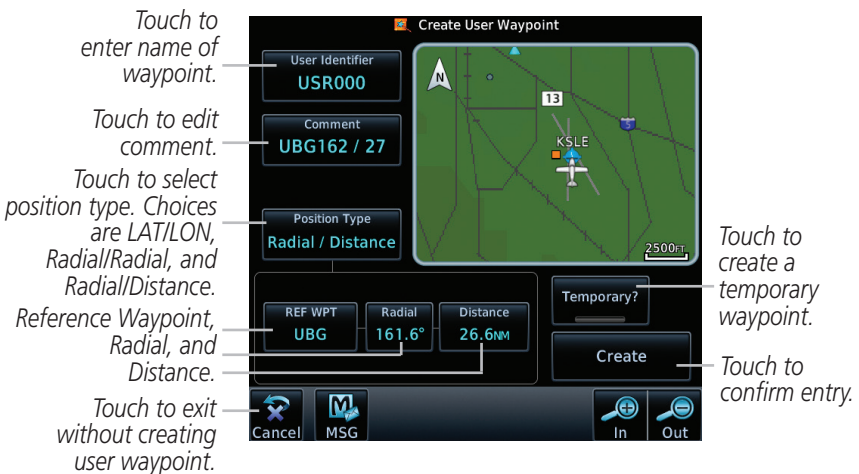 Create User Waypoint
Touch to
enter name of
waypoint.
User Identifier
USR000
Touch to edit
comment.
Comment
UBG162 / 27
Touch to select
position type. Choices
are LAT/LON,
Radial/Radial, and
Radial/Distance.
Position Type
Radial / Distance
N
13
5
KSLE
L
2500FT
Reference Waypoint,
Radial, and
Distance.
REF WPT
UBG
Radial
161.6°
Distance
26.6NM
Temporary?
Touch to
create a
temporary
waypoint.
Create
Touch to
confirm entry.
Touch to exit
without creating
user waypoint.
Cancel
MSG
In
Out